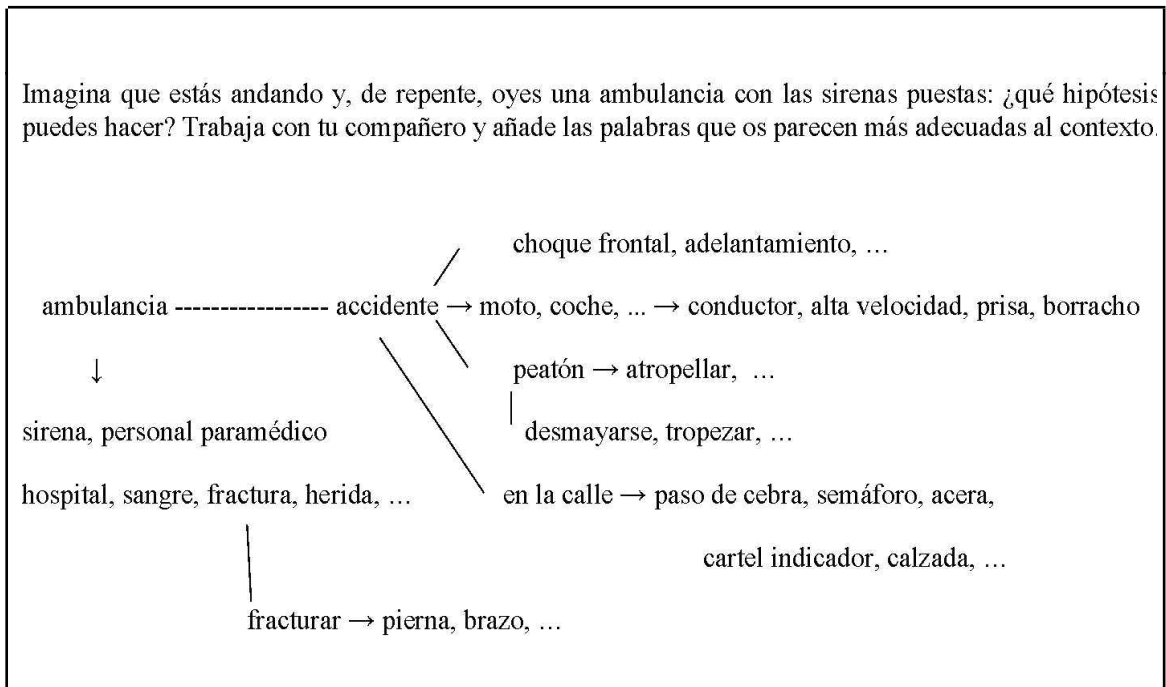 Imagina que estás andando y, de repente, oyes una ambulancia con las sirenas puestas: ¿qué hipótesis
puedes hacer? Trabaja con tu compañero y añade las palabras que os parecen más adecuadas al contexto.
choque frontal, adelantamiento, …
ambulancia ----------------- accidente → moto, coche, ... → conductor, alta velocidad, prisa, borracho
↓ peatón → atropellar, …
sirena, personal paramédico desmayarse, tropezar, …
hospital, sangre, fractura, herida, … en la calle → paso de cebra, semáforo, acera,
cartel indicador, calzada, …
fracturar → pierna, brazo, …